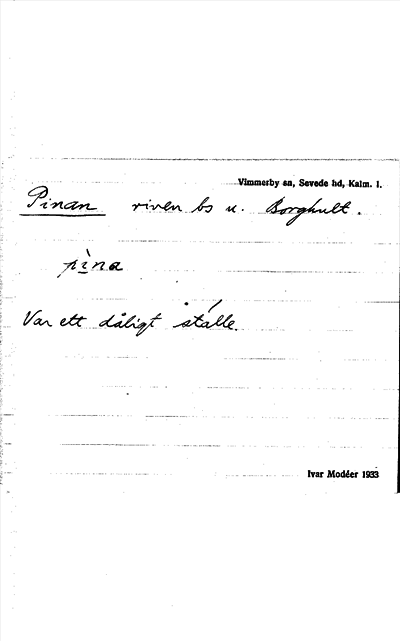 Vimmerby sn, Sevede hd, Kalm. l.
Pinan riven bs u. Borghult.
pìna
Var ett dåligt ställe.
Ivar Modéer 1933